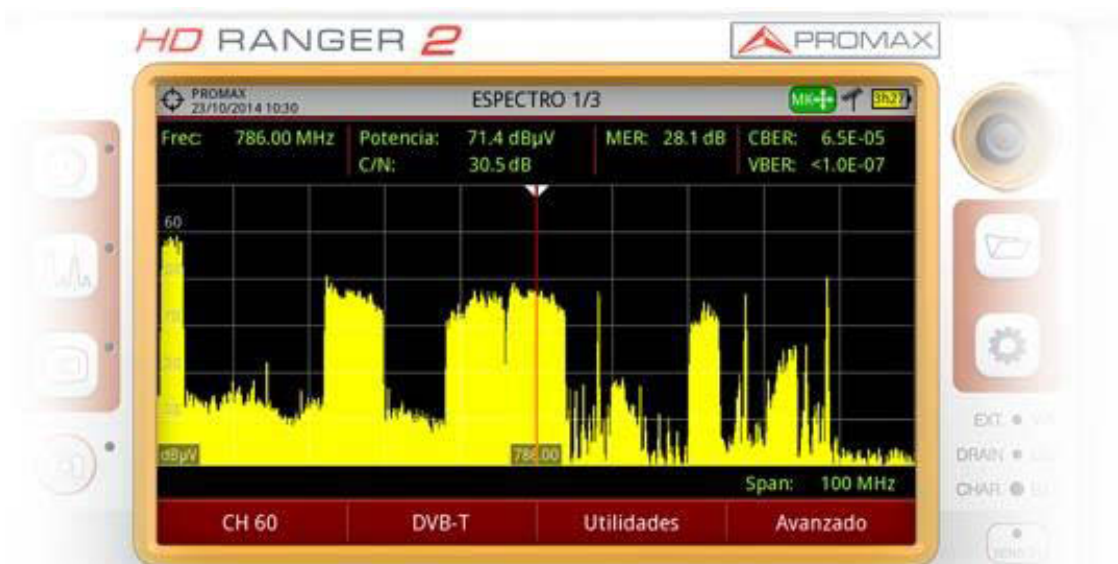 HD RANGER 2
PROMAX
PROMAX
23/10/2014 10:30
ESPECTRO 1/3
MK
3h27
Frec: 786.00 MHz
Potencia: 71.4 dBµV
MER: 28.1 dB
CBER: 6.5E-05
C/N: 30.5 dB
VBER: <1.0E-07
60
dBµV
786.00
Span: 100 MHz
CH 60
DVB-T
Utilidades
Avanzado
EXT.
DRAIN
CHAR.